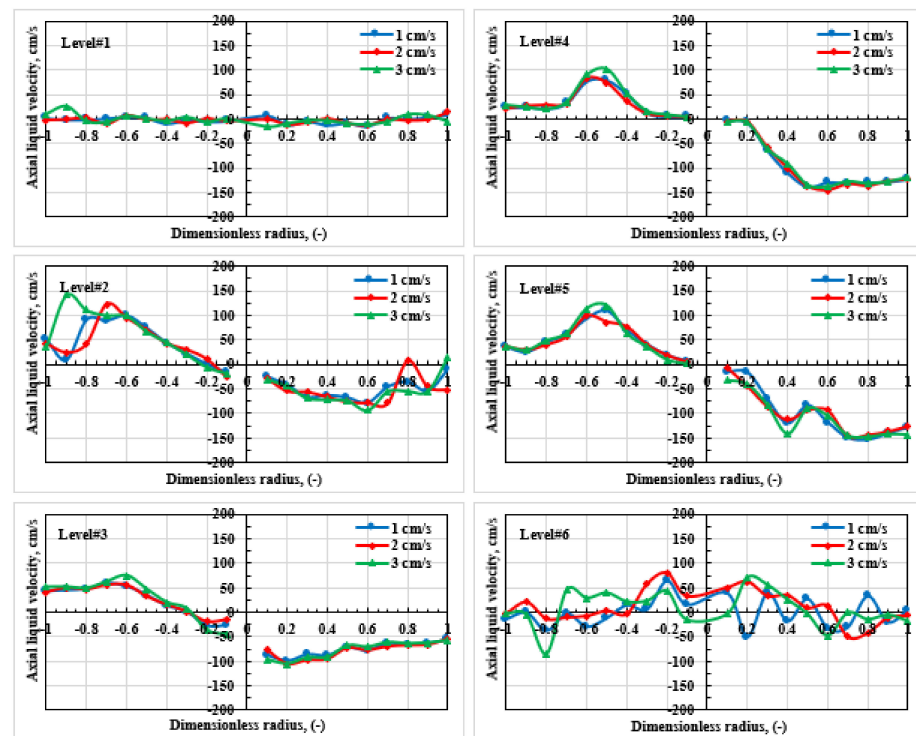 Level#1
1 cm/s
2 cm/s
3 cm/s
Axial liquid velocity, cm/s
200
150
100
50
0
-50
-100
-150
-200
-1 -0.8 -0.6 -0.4 -0.2 0 0.2 0.4 0.6 0.8 1
Dimensionless radius, (-)
Level#4
1 cm/s
2 cm/s
3 cm/s
Axial liquid velocity, cm/s
200
150
100
50
0
-50
-100
-150
-200
-1 -0.8 -0.6 -0.4 -0.2 0 0.2 0.4 0.6 0.8 1
Dimensionless radius, (-)
Level#2
1 cm/s
2 cm/s
3 cm/s
Axial liquid velocity, cm/s
200
150
100
50
0
-50
-100
-150
-200
-1 -0.8 -0.6 -0.4 -0.2 0 0.2 0.4 0.6 0.8 1
Dimensionless radius, (-)
Level#5
1 cm/s
2 cm/s
3 cm/s
Axial liquid velocity, cm/s
200
150
100
50
0
-50
-100
-150
-200
-1 -0.8 -0.6 -0.4 -0.2 0 0.2 0.4 0.6 0.8 1
Dimensionless radius, (-)
Level#3
1 cm/s
2 cm/s
3 cm/s
Axial liquid velocity, cm/s
200
150
100
50
0
-50
-100
-150
-200
-1 -0.8 -0.6 -0.4 -0.2 0 0.2 0.4 0.6 0.8 1
Dimensionless radius, (-)
Level#6
1 cm/s
2 cm/s
3 cm/s
Axial liquid velocity, cm/s
200
150
100
50
0
-50
-100
-150
-200
-1 -0.8 -0.6 -0.4 -0.2 0 0.2 0.4 0.6 0.8 1
Dimensionless radius, (-)